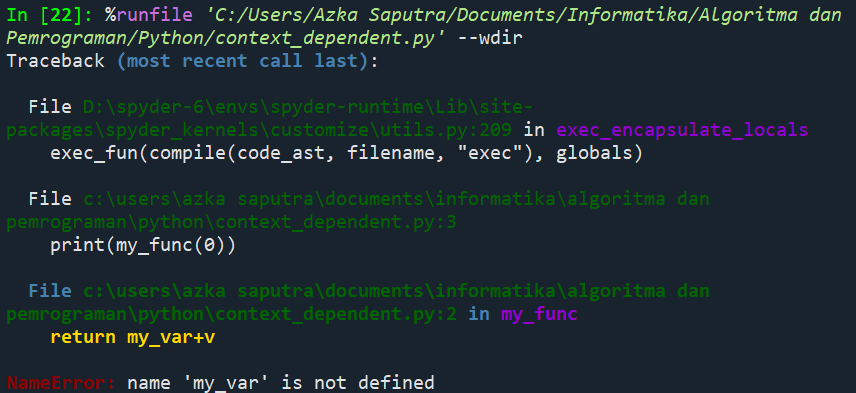 In [22]: %runfile 'C:/Users/Azka Saputra/Documents/Informatika/Algoritma dan
Pemrograman/Python/context_dependent.py' --wdir
Traceback (most recent call last):
File D:\spyder-6\envs\spyder-runtime\Lib\site-
packages\spyder_kernels\customize\utils.py:209 in exec_encapsulate_locals
exec_fun(compile(code_ast, filename, "exec"), globals)
File c:\users\azka saputra\documents\informatika\algoritma dan
pemrograman\python\context_dependent.py:3
print(my_func(0))
File c:\users\azka saputra\documents\informatika\algoritma dan
pemrograman\python\context_dependent.py:2 in my_func
return my_var+v
NameError: name 'my_var' is not defined